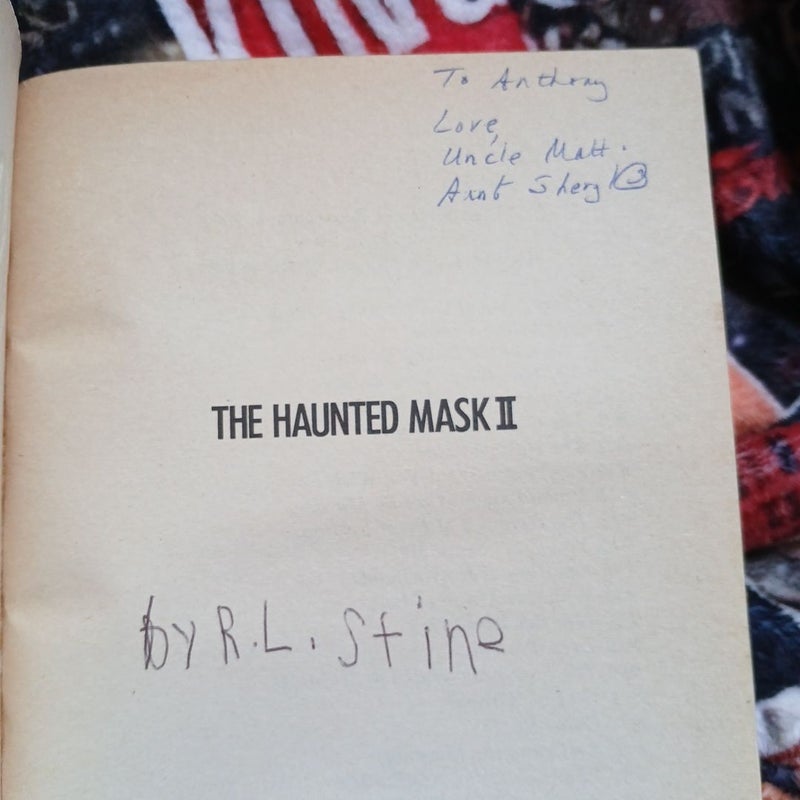 To Anthony
Love,
Uncle Matt.
Aunt Sheryl
THE HAUNTED MASK II
by R.L. Stine